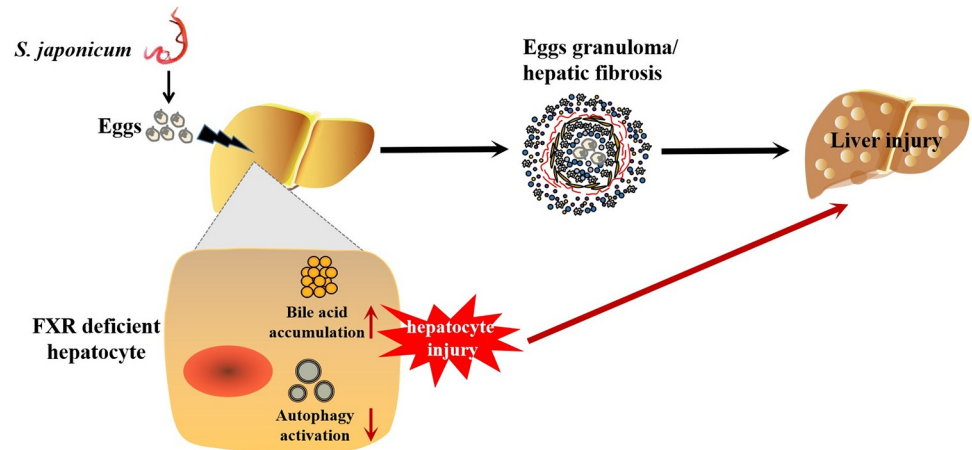 S. japonicum
Eggs
Eggs granuloma/
hepatic fibrosis
Liver injury
FXR deficient
hepatocyte
Bile acid
accumulation
hepatocyte
injury
Autophagy
activation